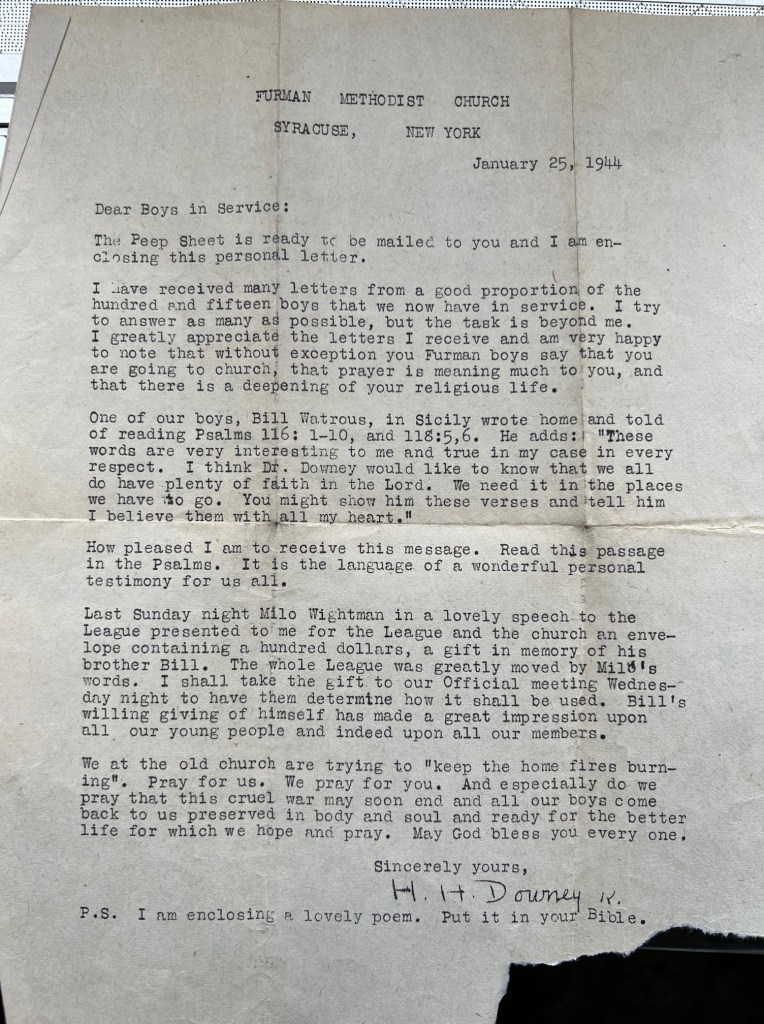 FURMAN METHODIST CHURCH
SYRACUSE, NEW YORK
January 25, 1944
Dear Boys in Service:
The Peep Sheet is ready to be mailed to you and I am en-
closing this personal letter.
I have received many letters from a good proportion of the
hundred and fifteen boys that we now have in service. I try
to answer as many as possible, but the task is beyond me.
I greatly appreciate the letters I receive and am very happy
to note that without exception you Furman boys say that you
are going to church, that prayer is meaning much to you, and
that there is a deepening of your religious life.
One of our boys, Bill Watrous, in Sicily wrote home and told
of reading Psalms 116: 1-10, and 118:5,6. He adds: "These
words are very interesting to me and true in my case in every
respect. I think Dr. Downey would like to know that we all
do have plenty of faith in the Lord. We need it in the places
we have to go. You might show him these verses and tell him
I believe them with all my heart."
How pleased I am to receive this message. Read this passage
in the Psalms. It is the language of a wonderful personal
testimony for us all.
Last Sunday night Milo Wightman in a lovely speech to the
League presented to me for the League and the church an enve-
lope containing a hundred dollars, a gift in memory of his
brother Bill. The whole League was greatly moved by Milo's
words. I shall take the gift to our Official meeting Wednes-
day night to have them determine how it shall be used. Bill's
willing giving of himself has made a great impression upon
all our young people and indeed upon all our members.
We at the old church are trying to "keep the home fires burn-
ing". Pray for us. We pray for you. And especially do we
pray that this cruel war may soon end and all our boys come
back to us preserved in body and soul and ready for the better
life for which we hope and pray. May God bless you every one.
Sincerely yours,
H. H. Downey
P.S. I am enclosing a lovely poem. Put it in your Bible.